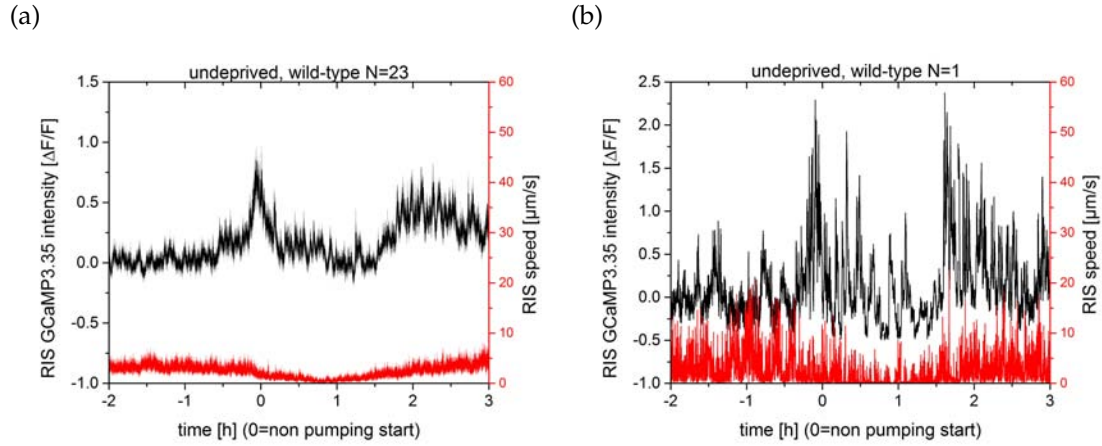 (a)
undeprived, wild-type N=23
1.5
1.0
0.5
0.0
-0.5
-1.0
RIS GCaMP3.35 intensity [ΔF/F]
60
50
40
30
20
10
0
RIS speed [µm/s]
-2 -1 0 1 2 3
time [h] (0=non pumping start)
(b)
undeprived, wild-type N=1
2.5
2.0
1.5
1.0
0.5
0.0
-0.5
-1.0
RIS GCaMP3.35 intensity [ΔF/F]
60
50
40
30
20
10
0
RIS speed [µm/s]
-2 -1 0 1 2 3
time [h] (0=non pumping start)